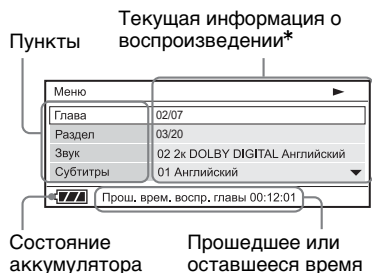 Текущая информация о
воспроизведении*
Пункты
Меню
Глава 02/07
Раздел 03/20
Звук 02 2к DOLBY DIGITAL Английский
Субтитры 01 Английский
Прош. врем. воспр. главы 00:12:01
Состояние
аккумулятора
Прошедшее или
оставшееся время